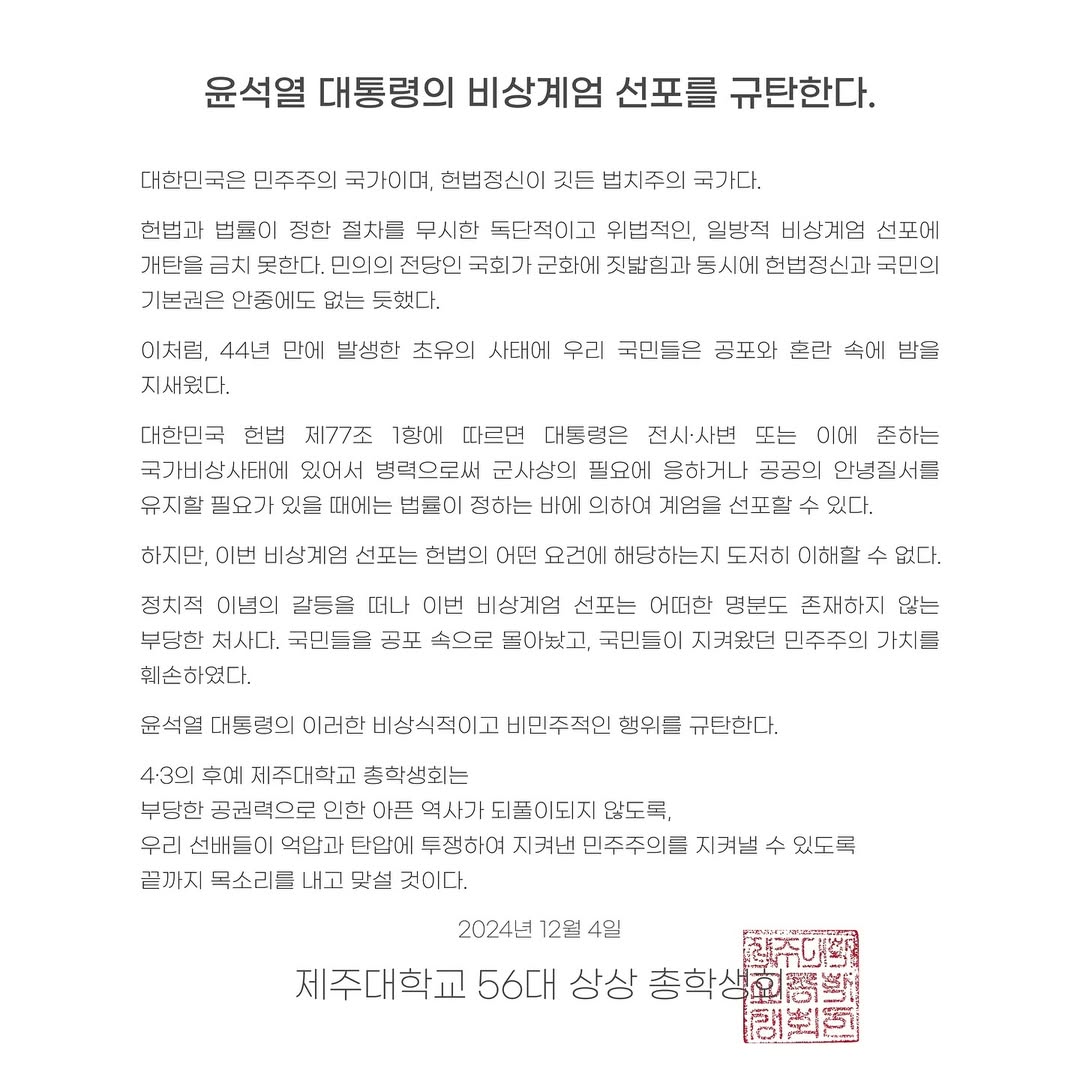 윤석열 대통령의 비상계엄 선포를 규탄한다.
대한민국은 민주주의 국가이며, 헌법정신이 깃든 법치주의 국가다.
헌법과 법률이 정한 절차를 무시한 독단적이고 위법적인, 일방적 비상계엄 선포에
개탄을 금치 못한다. 민의의 전당인 국회가 군화에 짓밟힘과 동시에 헌법정신과 국민의
기본권은 안중에도 없는 듯했다.
이처럼, 44년 만에 발생한 초유의 사태에 우리 국민들은 공포와 혼란 속에 밤을
지새웠다.
대한민국 헌법 제77조 1항에 따르면 대통령은 전시·사변 또는 이에 준하는
국가비상사태에 있어서 병력으로써 군사상의 필요에 응하거나 공공의 안녕질서를
유지할 필요가 있을 때에는 법률이 정하는 바에 의하여 계엄을 선포할 수 있다.
하지만, 이번 비상계엄 선포는 헌법의 어떤 요건에 해당하는지 도저히 이해할 수 없다.
정치적 이념의 갈등을 떠나 이번 비상계엄 선포는 어떠한 명분도 존재하지 않는
부당한 처사다. 국민들을 공포 속으로 몰아놨고, 국민들이 지켜왔던 민주주의 가치를
훼손하였다.
윤석열 대통령의 이러한 비상식적이고 비민주적인 행위를 규탄한다.
4·3의 후예 제주대학교 총학생회는
부당한 공권력으로 인한 아픈 역사가 되풀이되지 않도록,
우리 선배들이 억압과 탄압에 투쟁하여 지켜낸 민주주의를 지켜낼 수 있도록
끝까지 목소리를 내고 맞설 것이다.
2024년 12월 4일
제주대학교 56대 상상 총학생회
제주대학
교총학
생회인